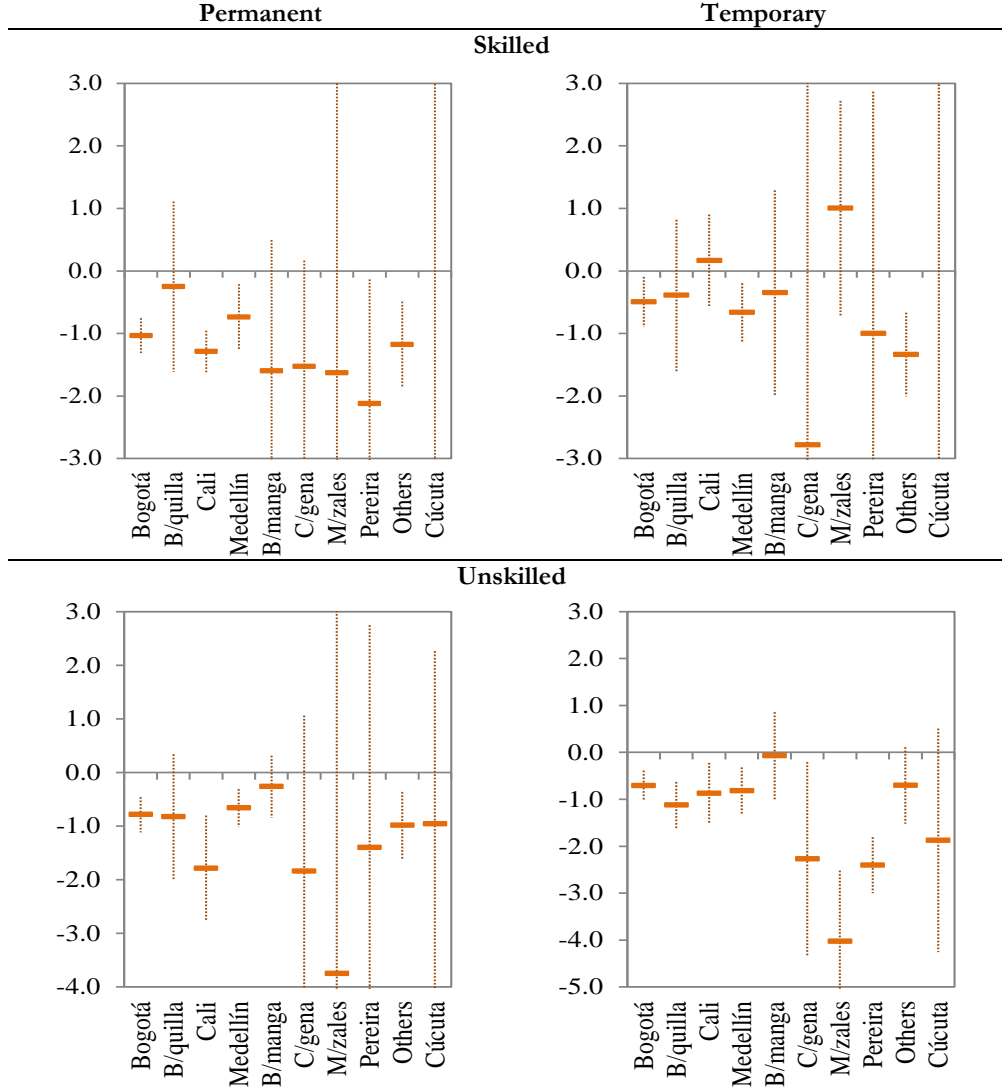 Permanent Temporary
Skilled
3.0
2.0
1.0
0.0
-1.0
-2.0
-3.0
Bogotá
B/quilla
Cali
Medellín
B/manga
C/gena
M/zales
Pereira
Others
Cúcuta
3.0
2.0
1.0
0.0
-1.0
-2.0
-3.0
Bogotá
B/quilla
Cali
Medellín
B/manga
C/gena
M/zales
Pereira
Others
Cúcuta
Unskilled
3.0
2.0
1.0
0.0
-1.0
-2.0
-3.0
-4.0
Bogotá
B/quilla
Cali
Medellín
B/manga
C/gena
M/zales
Pereira
Others
Cúcuta
3.0
2.0
1.0
0.0
-1.0
-2.0
-3.0
-4.0
-5.0
Bogotá
B/quilla
Cali
Medellín
B/manga
C/gena
M/zales
Pereira
Others
Cúcuta